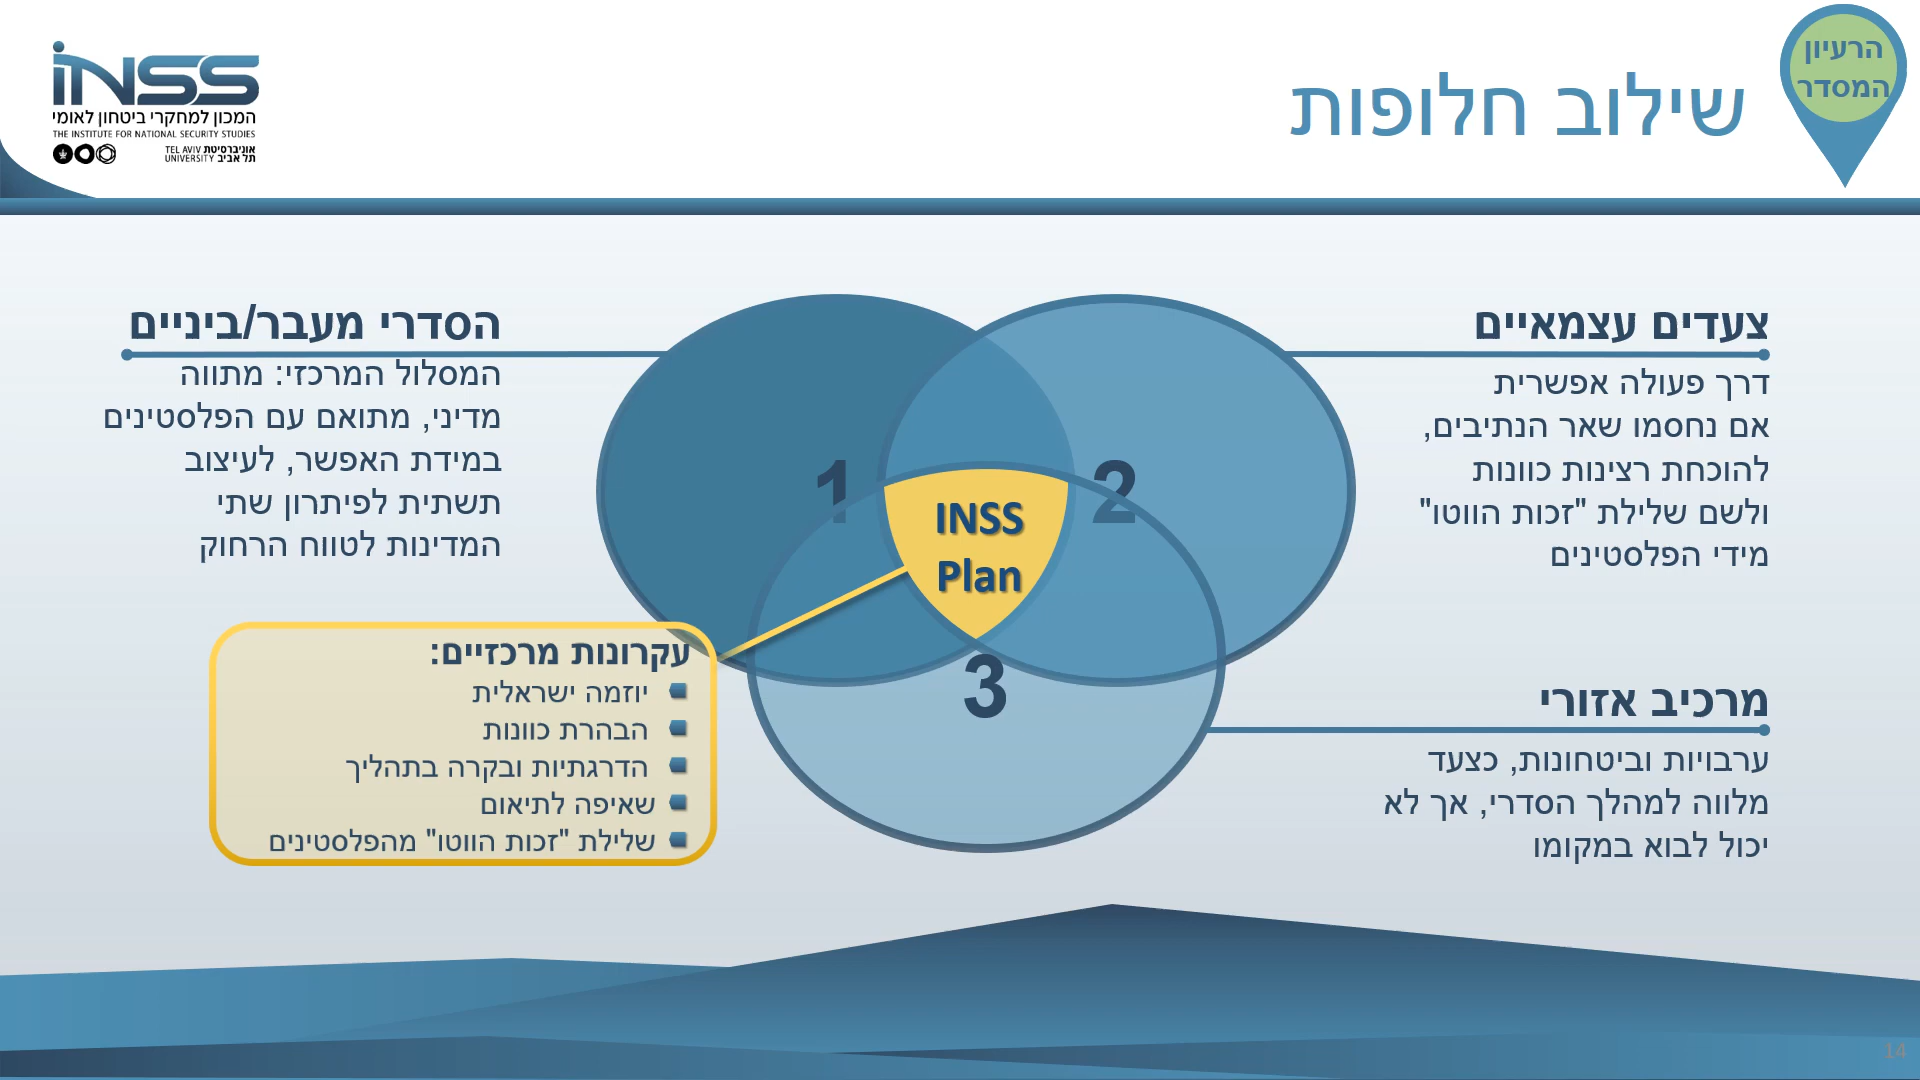 הרעיון
המסדר
שילוב חלופות
iNSS
המכון למחקרי ביטחון לאומי
THE INSTITUTE FOR NATIONAL SECURITY STUDIES
TEL AVIV אוניברסיטת
UNIVERSITY תל אביב
צעדים עצמאיים
דרך פעולה אפשרית
אם נחסמו שאר הנתיבים,
להוכחת רצינות כוונות
ולשם שלילת "זכות הווטו"
מידי הפלסטינים
הסדרי מעבר/ביניים
המסלול המרכזי: מתווה
מדיני, מתואם עם הפלסטינים
במידת האפשר, לעיצוב
תשתית לפיתרון שתי
המדינות לטווח הרחוק
1
2
INSS
Plan
3
מרכיב אזורי
ערבויות וביטחונות, כצעד
מלווה למהלך הסדרי, אך לא
יכול לבוא במקומו
עקרונות מרכזיים:
יוזמה ישראלית
הבהרת כוונות
הדרגתיות ובקרה בתהליך
שאיפה לתיאום
שלילת "זכות הווטו" מהפלסטינים
14